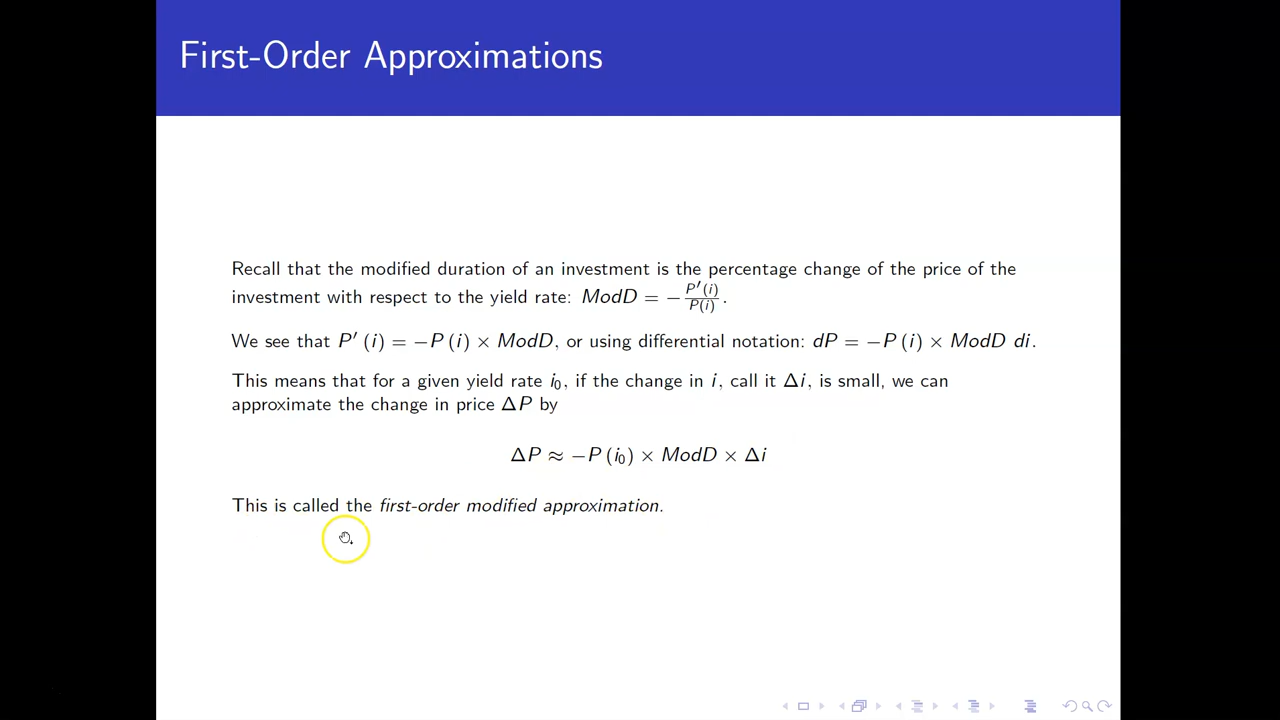 First-Order Approximations
Recall that the modified duration of an investment is the percentage change of the price of the
investment with respect to the yield rate: ModD = −P′(i)/P(i).
We see that P′(i) = −P(i) × ModD, or using differential notation: dP = −P(i) × ModD di.
This means that for a given yield rate i₀, if the change in i, call it Δi, is small, we can
approximate the change in price ΔP by
ΔP ≈ −P(i₀) × ModD × Δi
This is called the first-order modified approximation.